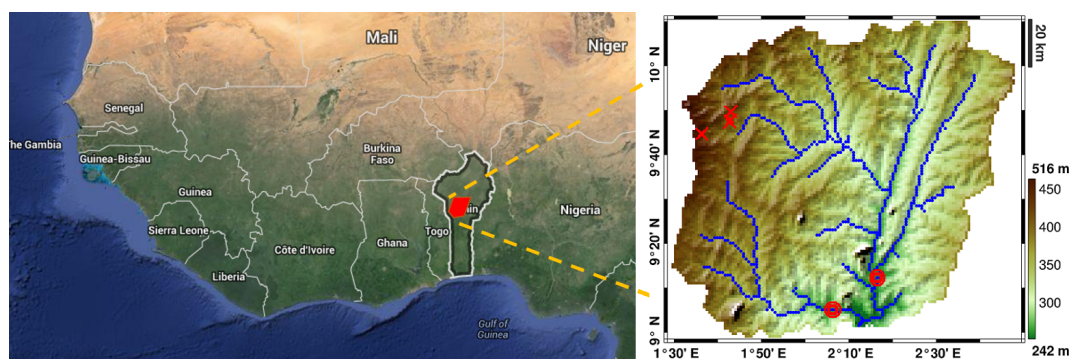 Mali
Niger
Senegal
he Gambia
Guinea-Bissau
Burkina
Faso
Guinea
nin
Nigeria
Sierra Leone
Côte d'Ivoire
Ghana
Togo
Liberia
Gulf of
Guinea
20 km
10° N
9°40' N
9°20' N
9° N
1°30' E
1°50' E
2°10' E
2°30' E
516 m
450
400
350
300
242 m